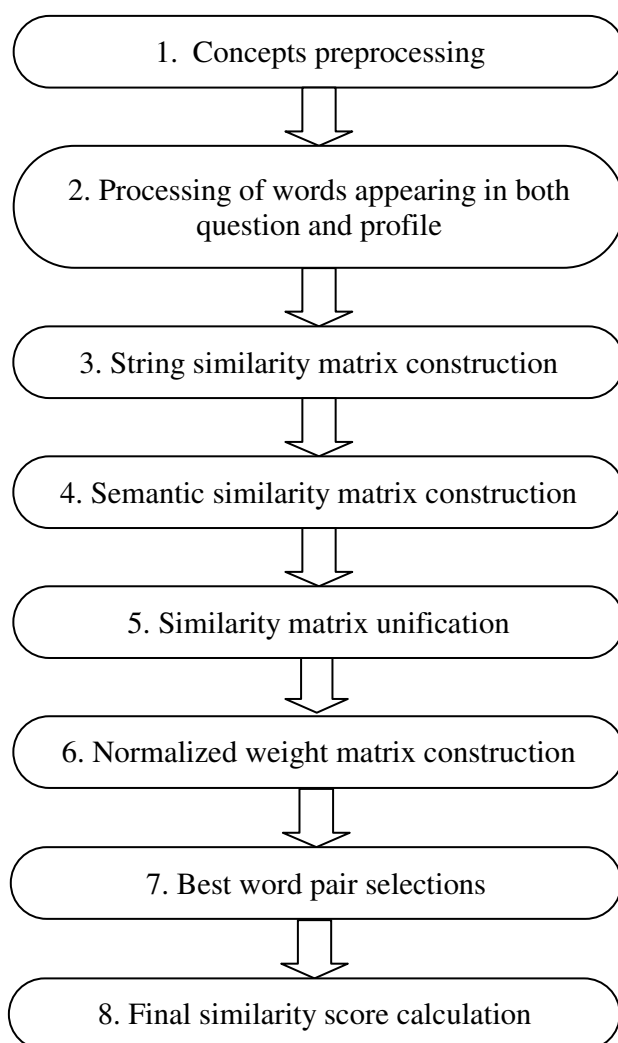 1. Concepts preprocessing
2. Processing of words appearing in both
question and profile
3. String similarity matrix construction
4. Semantic similarity matrix construction
5. Similarity matrix unification
6. Normalized weight matrix construction
7. Best word pair selections
8. Final similarity score calculation